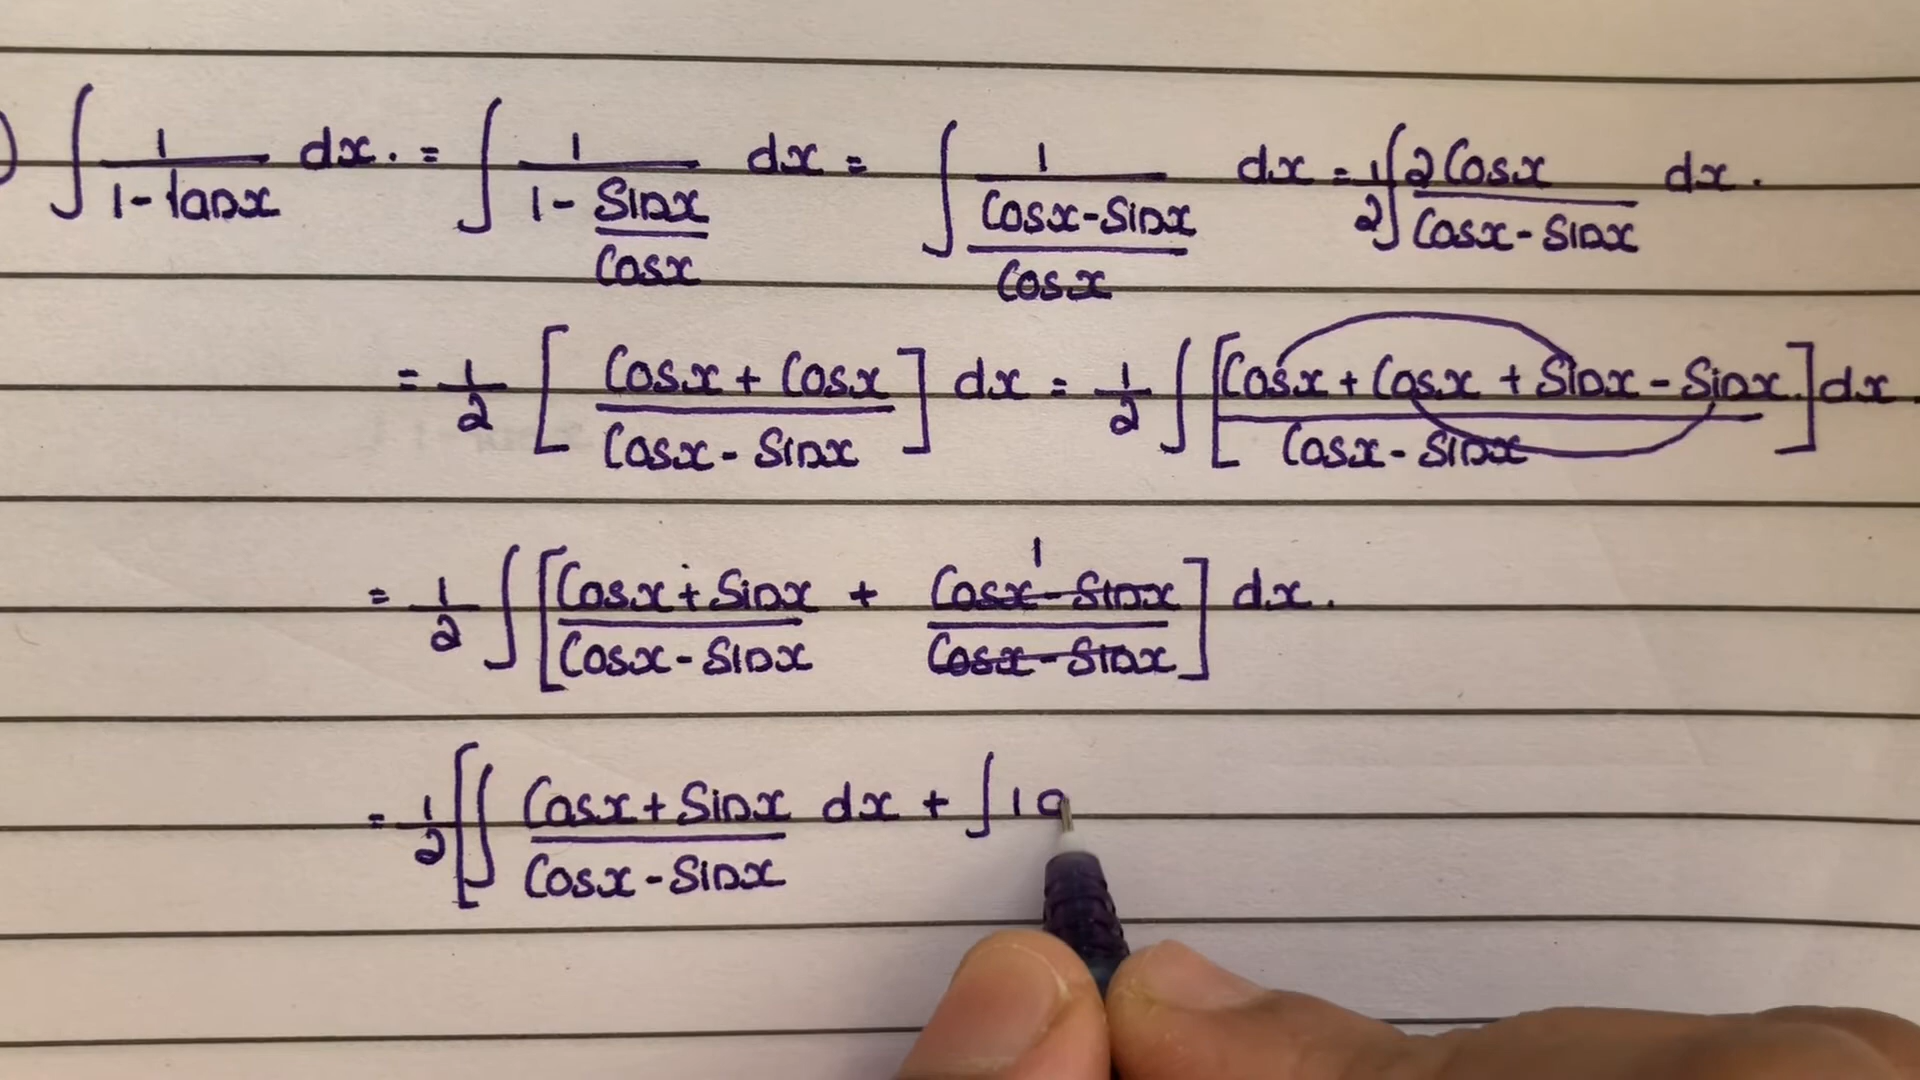 ) ∫ 1/(1 - tanx) dx. = ∫ 1/(1 - Sinx/Cosx) dx = ∫ 1/((Cosx - Sinx)/Cosx) dx = 1/2 ∫ 2Cosx/(Cosx - Sinx) dx.
= 1/2 [(Cosx + Cosx)/(Cosx - Sinx)] dx = 1/2 ∫ [(Cosx + Cosx + Sinx - Sinx)/(Cosx - Sinx)] dx.
= 1/2 ∫ [(Cosx + Sinx)/(Cosx - Sinx) + (Cosx - Sinx)/(Cosx - Sinx) 1] dx.
= 1/2 [∫ (Cosx + Sinx)/(Cosx - Sinx) dx + ∫ 1